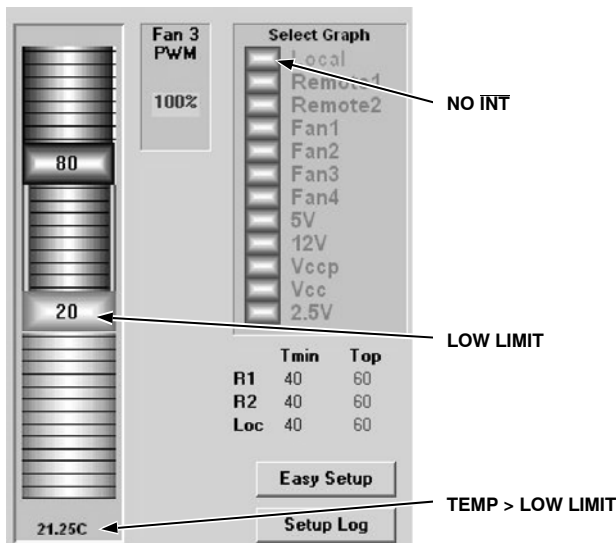 Fan 3
PWM
100%
Select Graph
Local
Remote1
Remote2
Fan1
Fan2
Fan3
Fan4
5V
12V
Vccp
Vcc
2.5V
NO INT
80
20
LOW LIMIT
Tmin Top
R1 40 60
R2 40 60
Loc 40 60
Easy Setup
Setup Log
21.25C
TEMP > LOW LIMIT